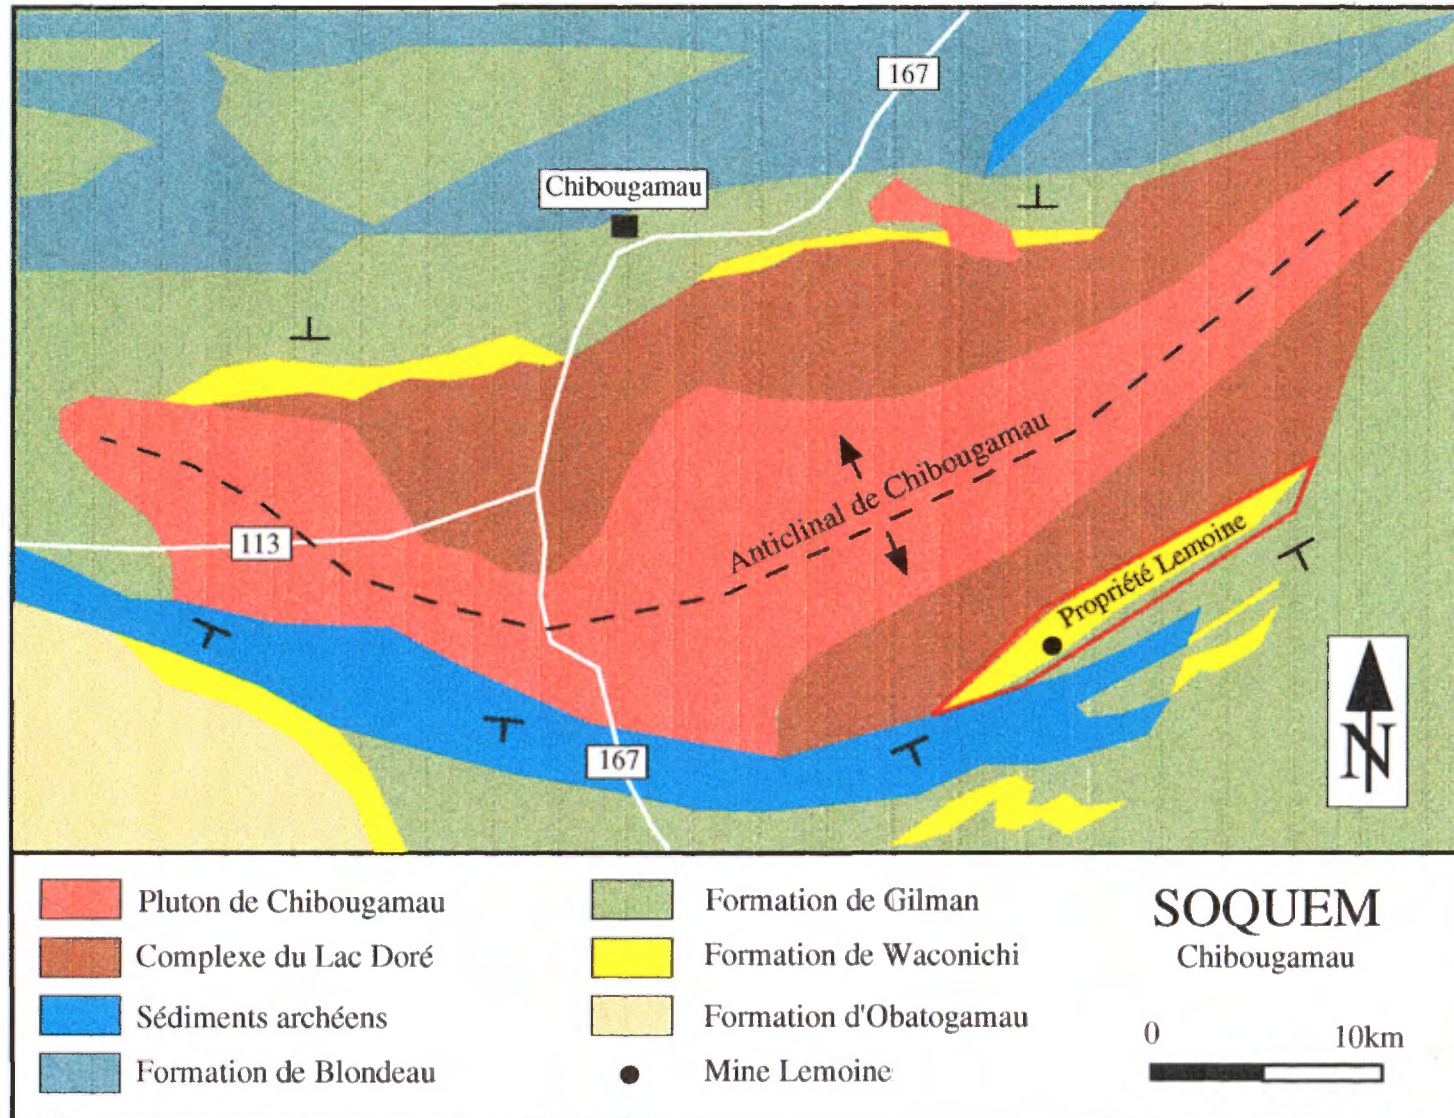 167
Chibougamau
Anticlinal de Chibougamau
113
Propriété Lemoine
167
N
Pluton de Chibougamau
Complexe du Lac Doré
Sédiments archéens
Formation de Blondeau
Formation de Gilman
Formation de Waconichi
Formation d'Obatogamau
Mine Lemoine
SOQUEM
Chibougamau
0 10km